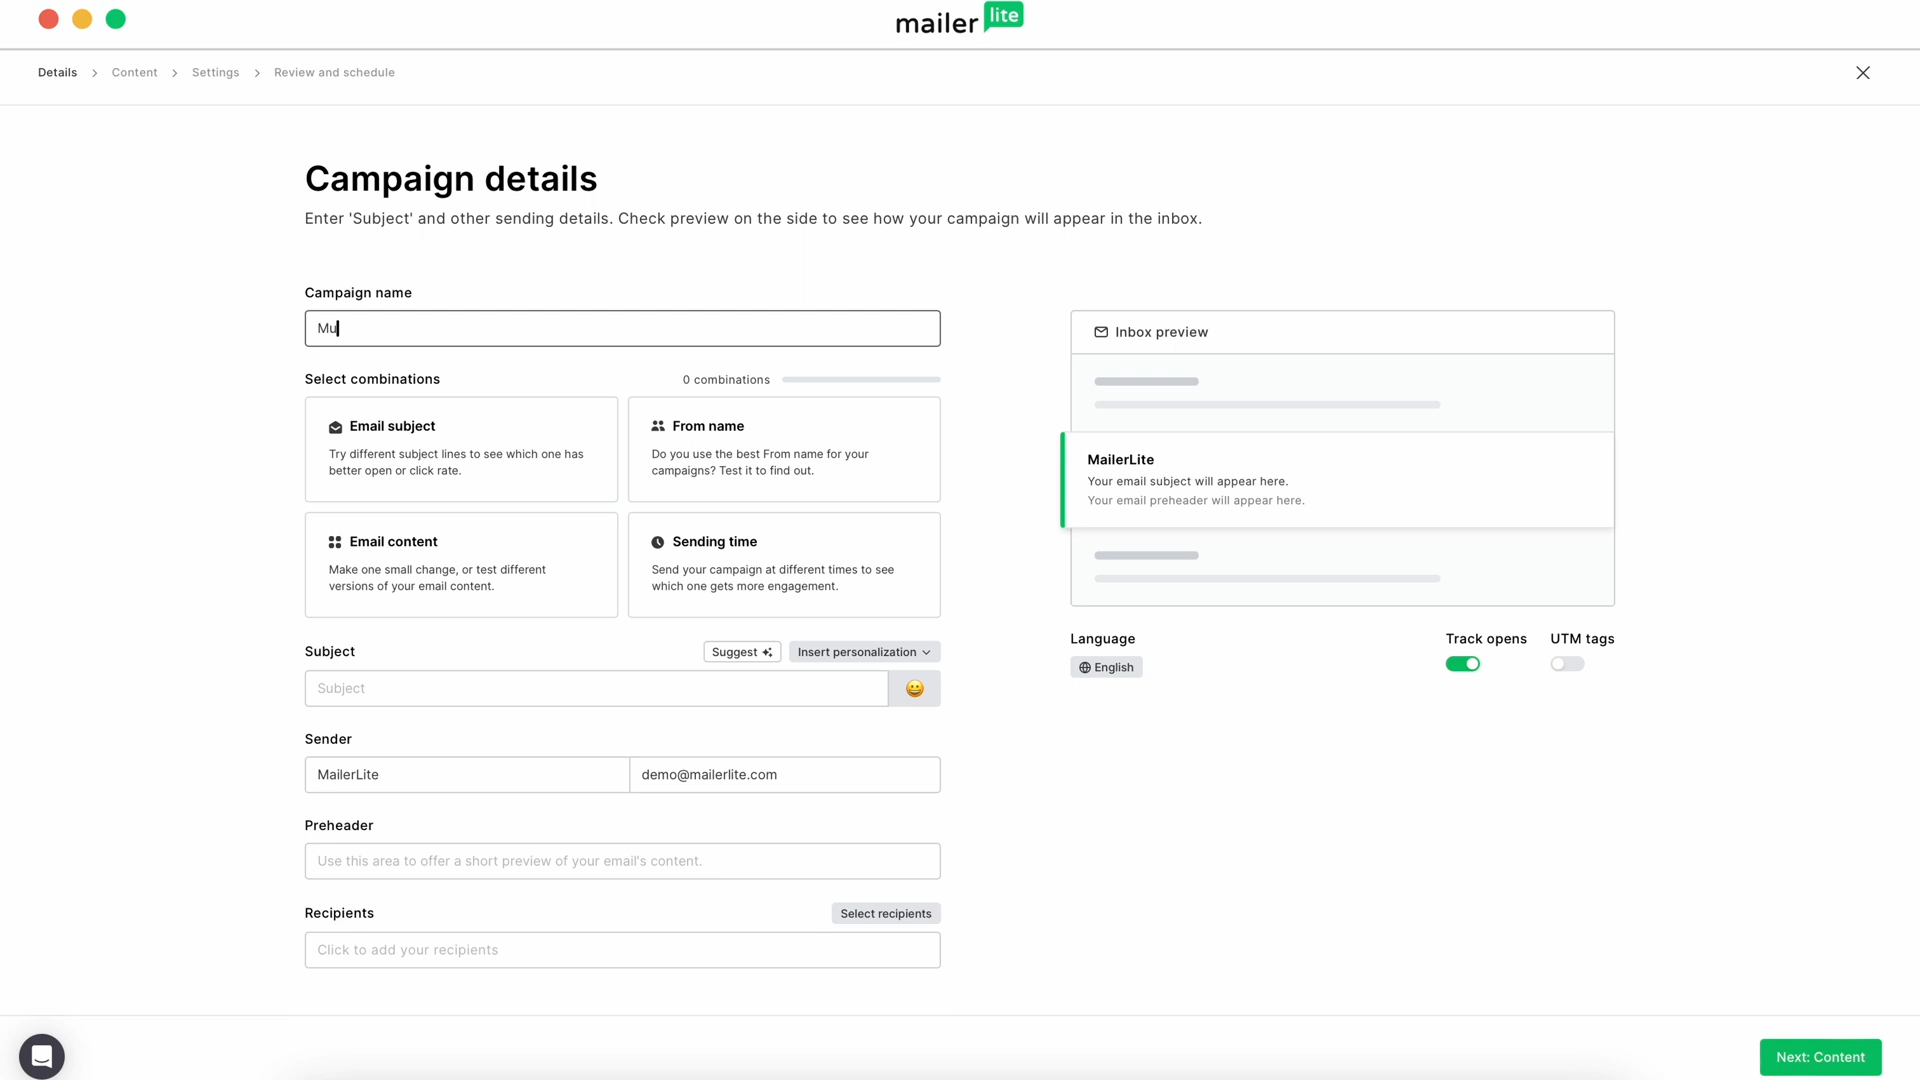 mailer lite
Details > Content > Settings > Review and schedule
Campaign details
Enter 'Subject' and other sending details. Check preview on the side to see how your campaign will appear in the inbox.
Campaign name
Mu
Select combinations
0 combinations
Email subject
Try different subject lines to see which one has
better open or click rate.
From name
Do you use the best From name for your
campaigns? Test it to find out.
Email content
Make one small change, or test different
versions of your email content.
Sending time
Send your campaign at different times to see
which one gets more engagement.
Subject
Suggest
Insert personalization
Subject
Sender
MailerLite
demo@mailerlite.com
Preheader
Use this area to offer a short preview of your email's content.
Recipients
Select recipients
Click to add your recipients
Inbox preview
MailerLite
Your email subject will appear here.
Your email preheader will appear here.
Language
English
Track opens
UTM tags
Next: Content